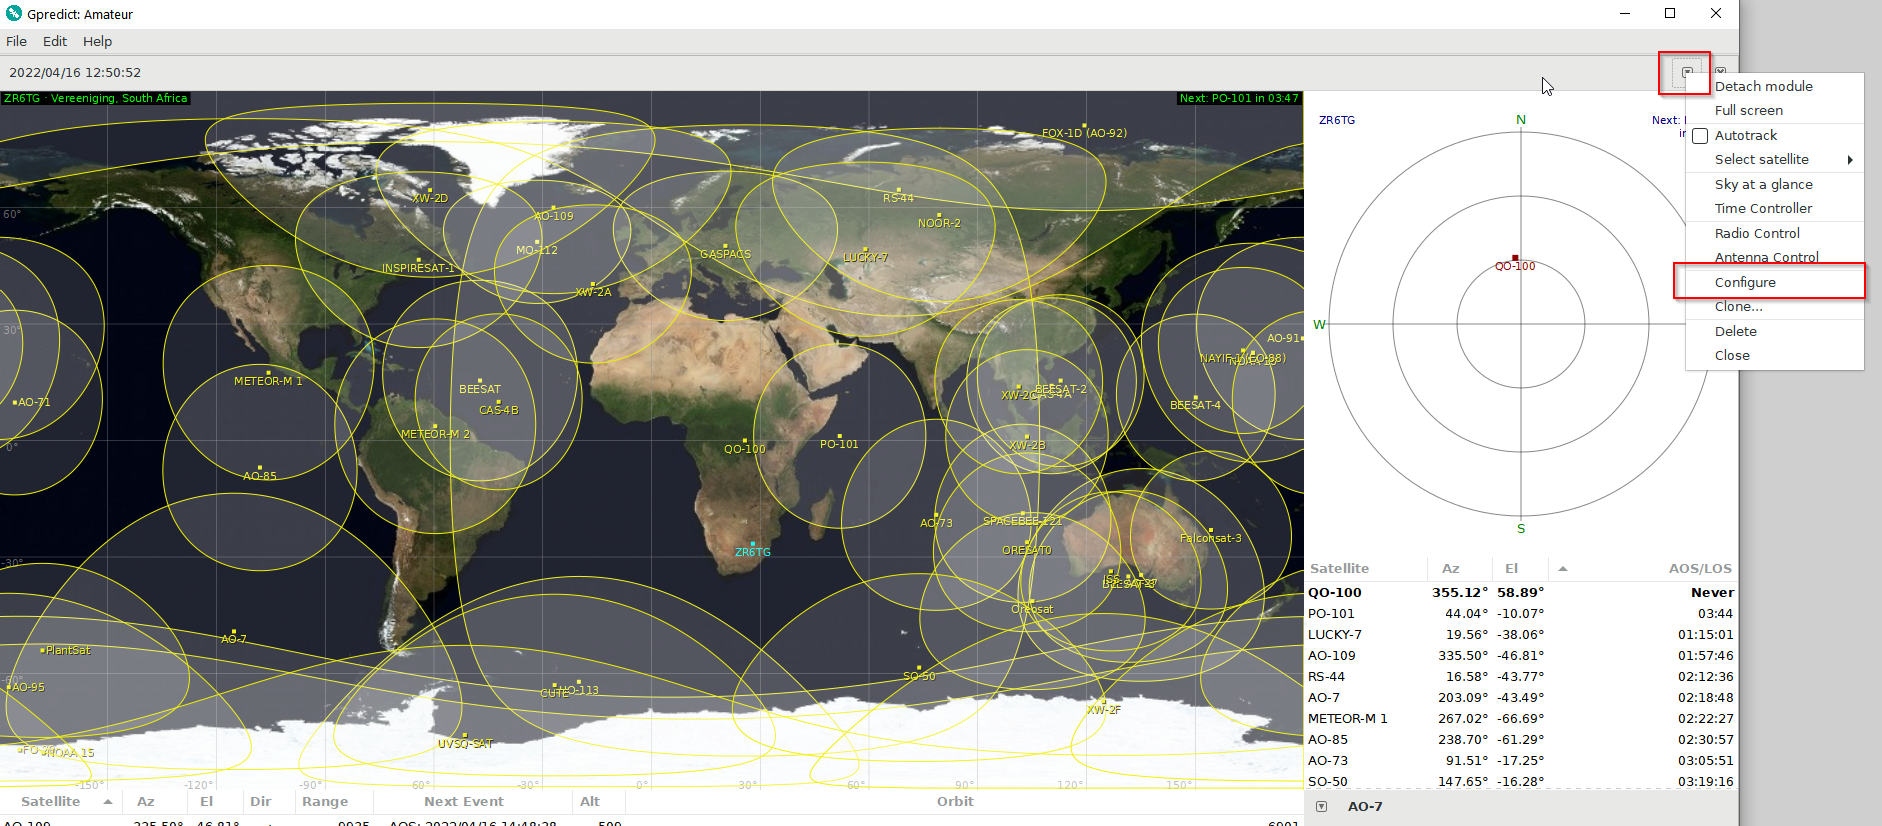 Gpredict: Amateur
File Edit Help
2022/04/16 12:50:52
ZR6TG · Vereeniging, South Africa
Next: PO-101 in 03:47
FOX-1D (AO-92)
XW-2D
RS-44
AO-109
NOOR-2
MO-112
GASPACS
LUCKY-7
INSPIRESAT-1
XW-2A
60°
30°
0°
-30°
-60°
AO-91
METEOR-M 1
BEESAT
BEESAT-2
AO-71
CAS-4B
XW-2C
BEESAT-4
METEOR-M 2
QO-100
PO-101
XW-2B
AO-85
AO-73
SPACEBEE-121
Falconsat-3
ZR6TG
ORESAT0
ISS
Oreosat
AO-7
PlantSat
SO-50
AO-95
CUTE
HO-113
XW-2F
UVSQ-SAT
NOAA 15
-150° -120° -90° -60° -30° 0° 30° 60° 90° 120° 150°
Satellite Az El Dir Range Next Event Alt Orbit
AO-109 335.50° -46.81° 9935 AOS: 2022/04/16 14:48:38 509 6901
ZR6TG
Next:
N
W
S
QO-100
Detach module
Full screen
Autotrack
Select satellite
Sky at a glance
Time Controller
Radio Control
Antenna Control
Configure
Clone...
Delete
Close
Satellite Az El AOS/LOS
QO-100 355.12° 58.89° Never
PO-101 44.04° -10.07° 03:44
LUCKY-7 19.56° -38.06° 01:15:01
AO-109 335.50° -46.81° 01:57:46
RS-44 16.58° -43.77° 02:12:36
AO-7 203.09° -43.49° 02:18:48
METEOR-M 1 267.02° -66.69° 02:22:27
AO-85 238.70° -61.29° 02:30:57
AO-73 91.51° -17.25° 03:05:51
SO-50 147.65° -16.28° 03:19:16
AO-7